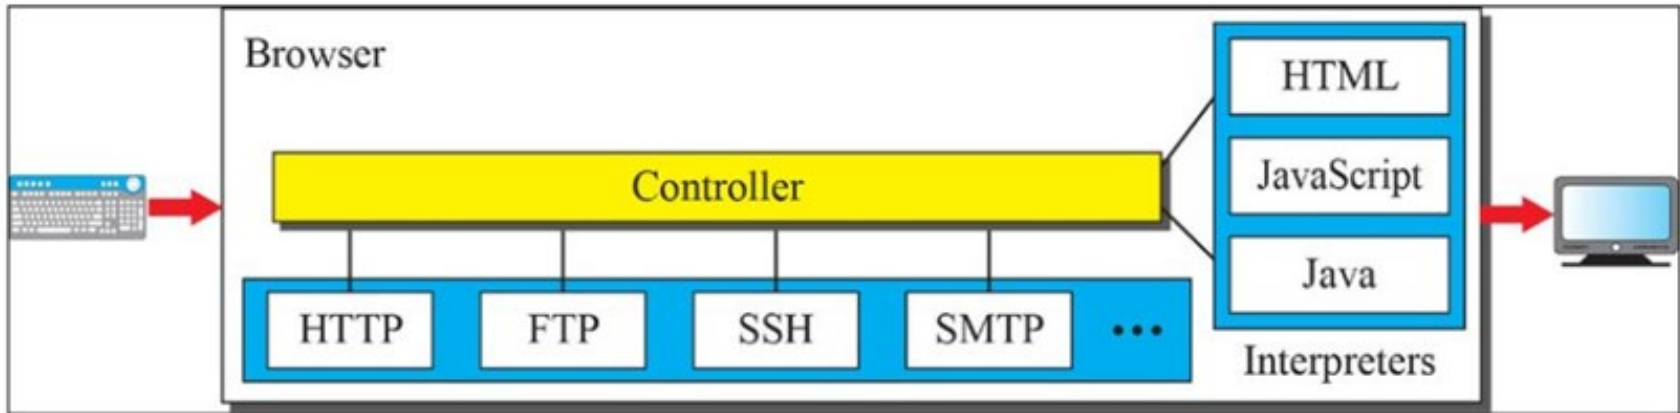 Browser
Controller
HTTP
FTP
SSH
SMTP
...
HTML
JavaScript
Java
Interpreters